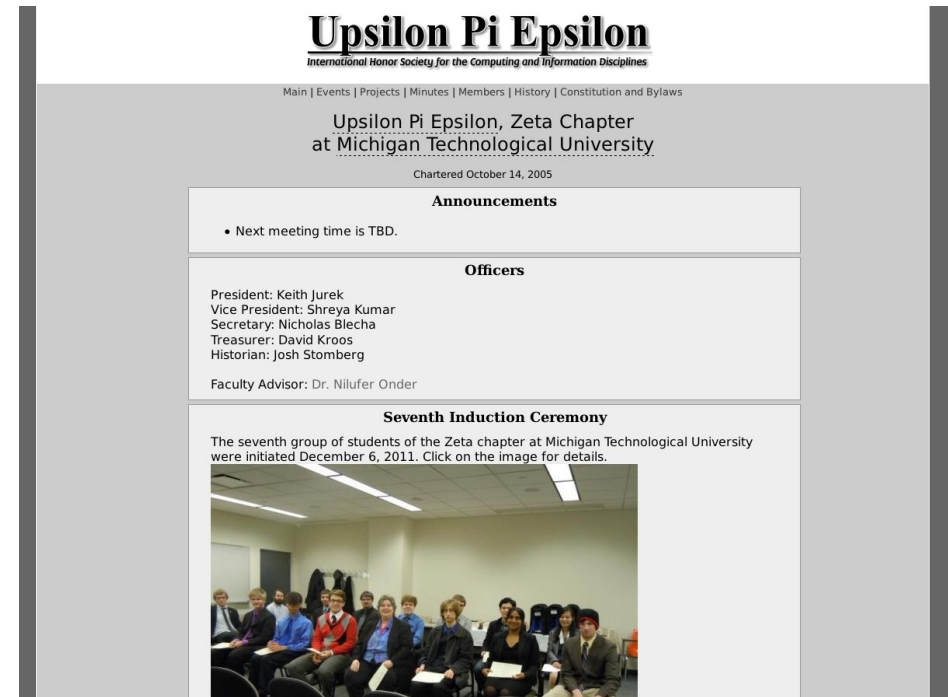 Upsilon Pi Epsilon
International Honor Society for the Computing and Information Disciplines
Main | Events | Projects | Minutes | Members | History | Constitution and Bylaws
Upsilon Pi Epsilon, Zeta Chapter
at Michigan Technological University
Chartered October 14, 2005
Announcements
• Next meeting time is TBD.
Officers
President: Keith Jurek
Vice President: Shreya Kumar
Secretary: Nicholas Blecha
Treasurer: David Kroos
Historian: Josh Stomberg
Faculty Advisor: Dr. Nilufer Onder
Seventh Induction Ceremony
The seventh group of students of the Zeta chapter at Michigan Technological University
were initiated December 6, 2011. Click on the image for details.